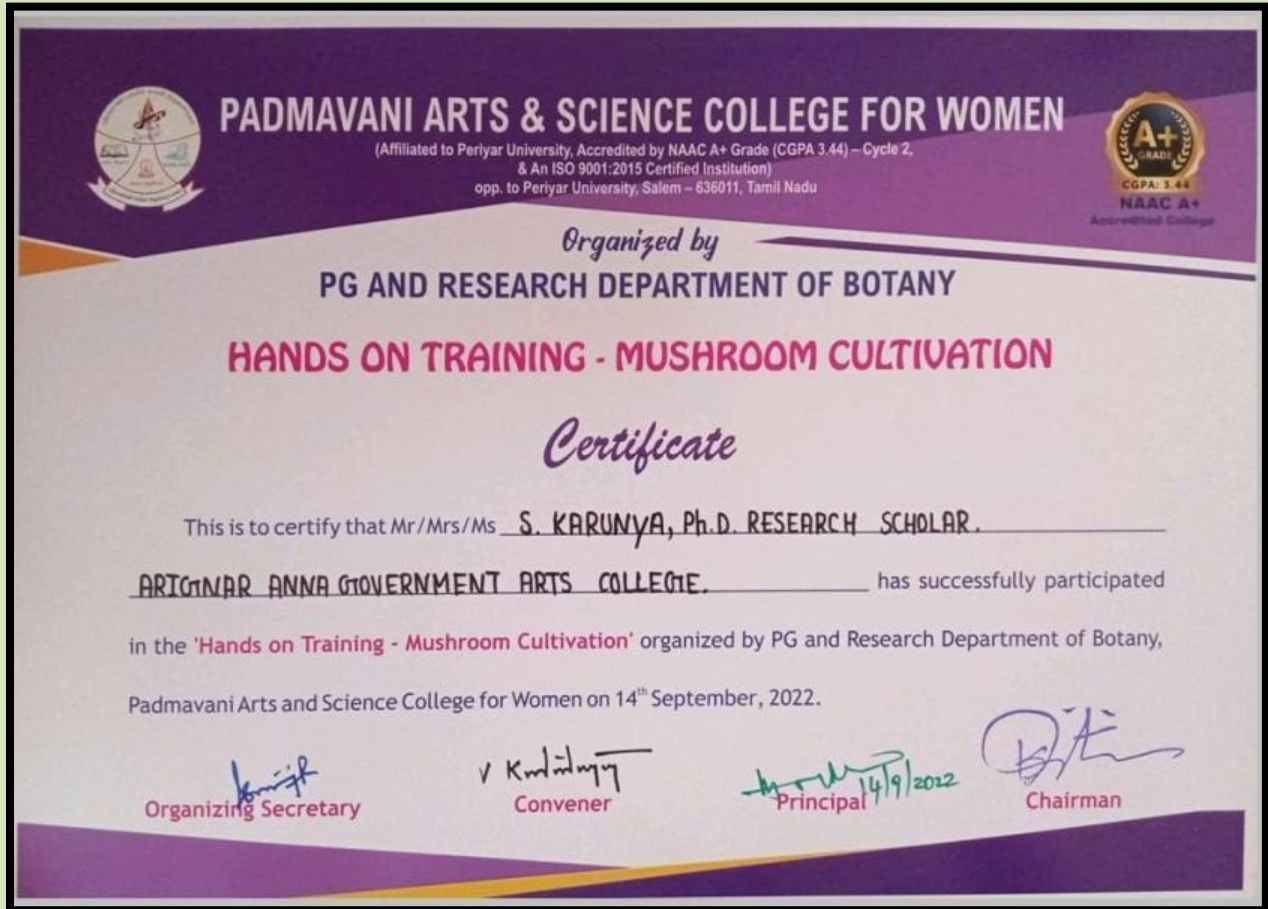 PADMAVANI ARTS & SCIENCE COLLEGE FOR WOMEN
(Affiliated to Periyar University, Accredited by NAAC A+ Grade (CGPA 3.44) – Cycle 2,
& An ISO 9001:2015 Certified Institution)
opp. to Periyar University, Salem – 636011, Tamil Nadu
A+
GRADE
CGPA: 3.44
NAAC A+
Accredited College
Organized by
PG AND RESEARCH DEPARTMENT OF BOTANY
HANDS ON TRAINING - MUSHROOM CULTIVATION
Certificate
This is to certify that Mr/Mrs/Ms S. KARUNYA, Ph.D. RESEARCH SCHOLAR.
ARIGNAR ANNA GOVERNMENT ARTS COLLEGE. has successfully participated
in the 'Hands on Training - Mushroom Cultivation' organized by PG and Research Department of Botany,
Padmavani Arts and Science College for Women on 14th September, 2022.
14/9/2022
Organizing Secretary
Convener
Principal
Chairman